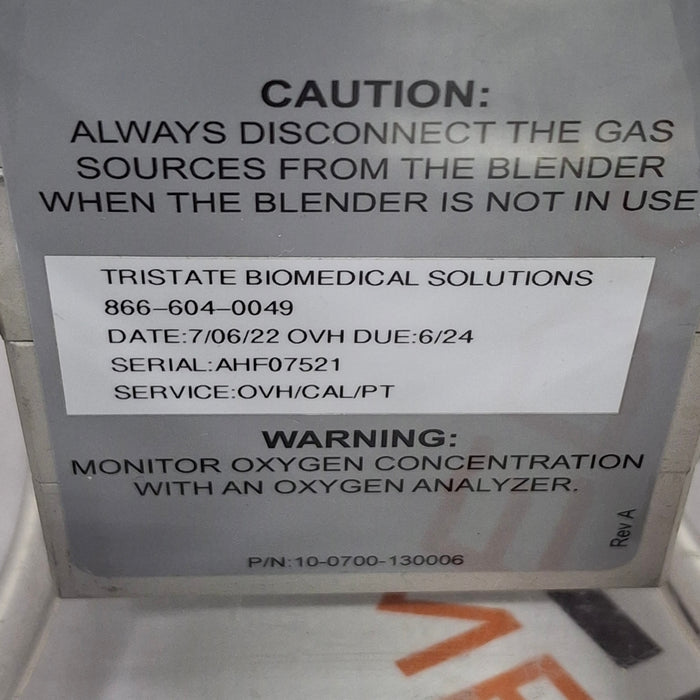 CAUTION:
ALWAYS DISCONNECT THE GAS
SOURCES FROM THE BLENDER
WHEN THE BLENDER IS NOT IN USE
TRISTATE BIOMEDICAL SOLUTIONS
866-604-0049
DATE:7/06/22 OVH DUE:6/24
SERIAL:AHF07521
SERVICE:OVH/CAL/PT
WARNING:
MONITOR OXYGEN CONCENTRATION
WITH AN OXYGEN ANALYZER.
Rev A
P/N:10-0700-130006